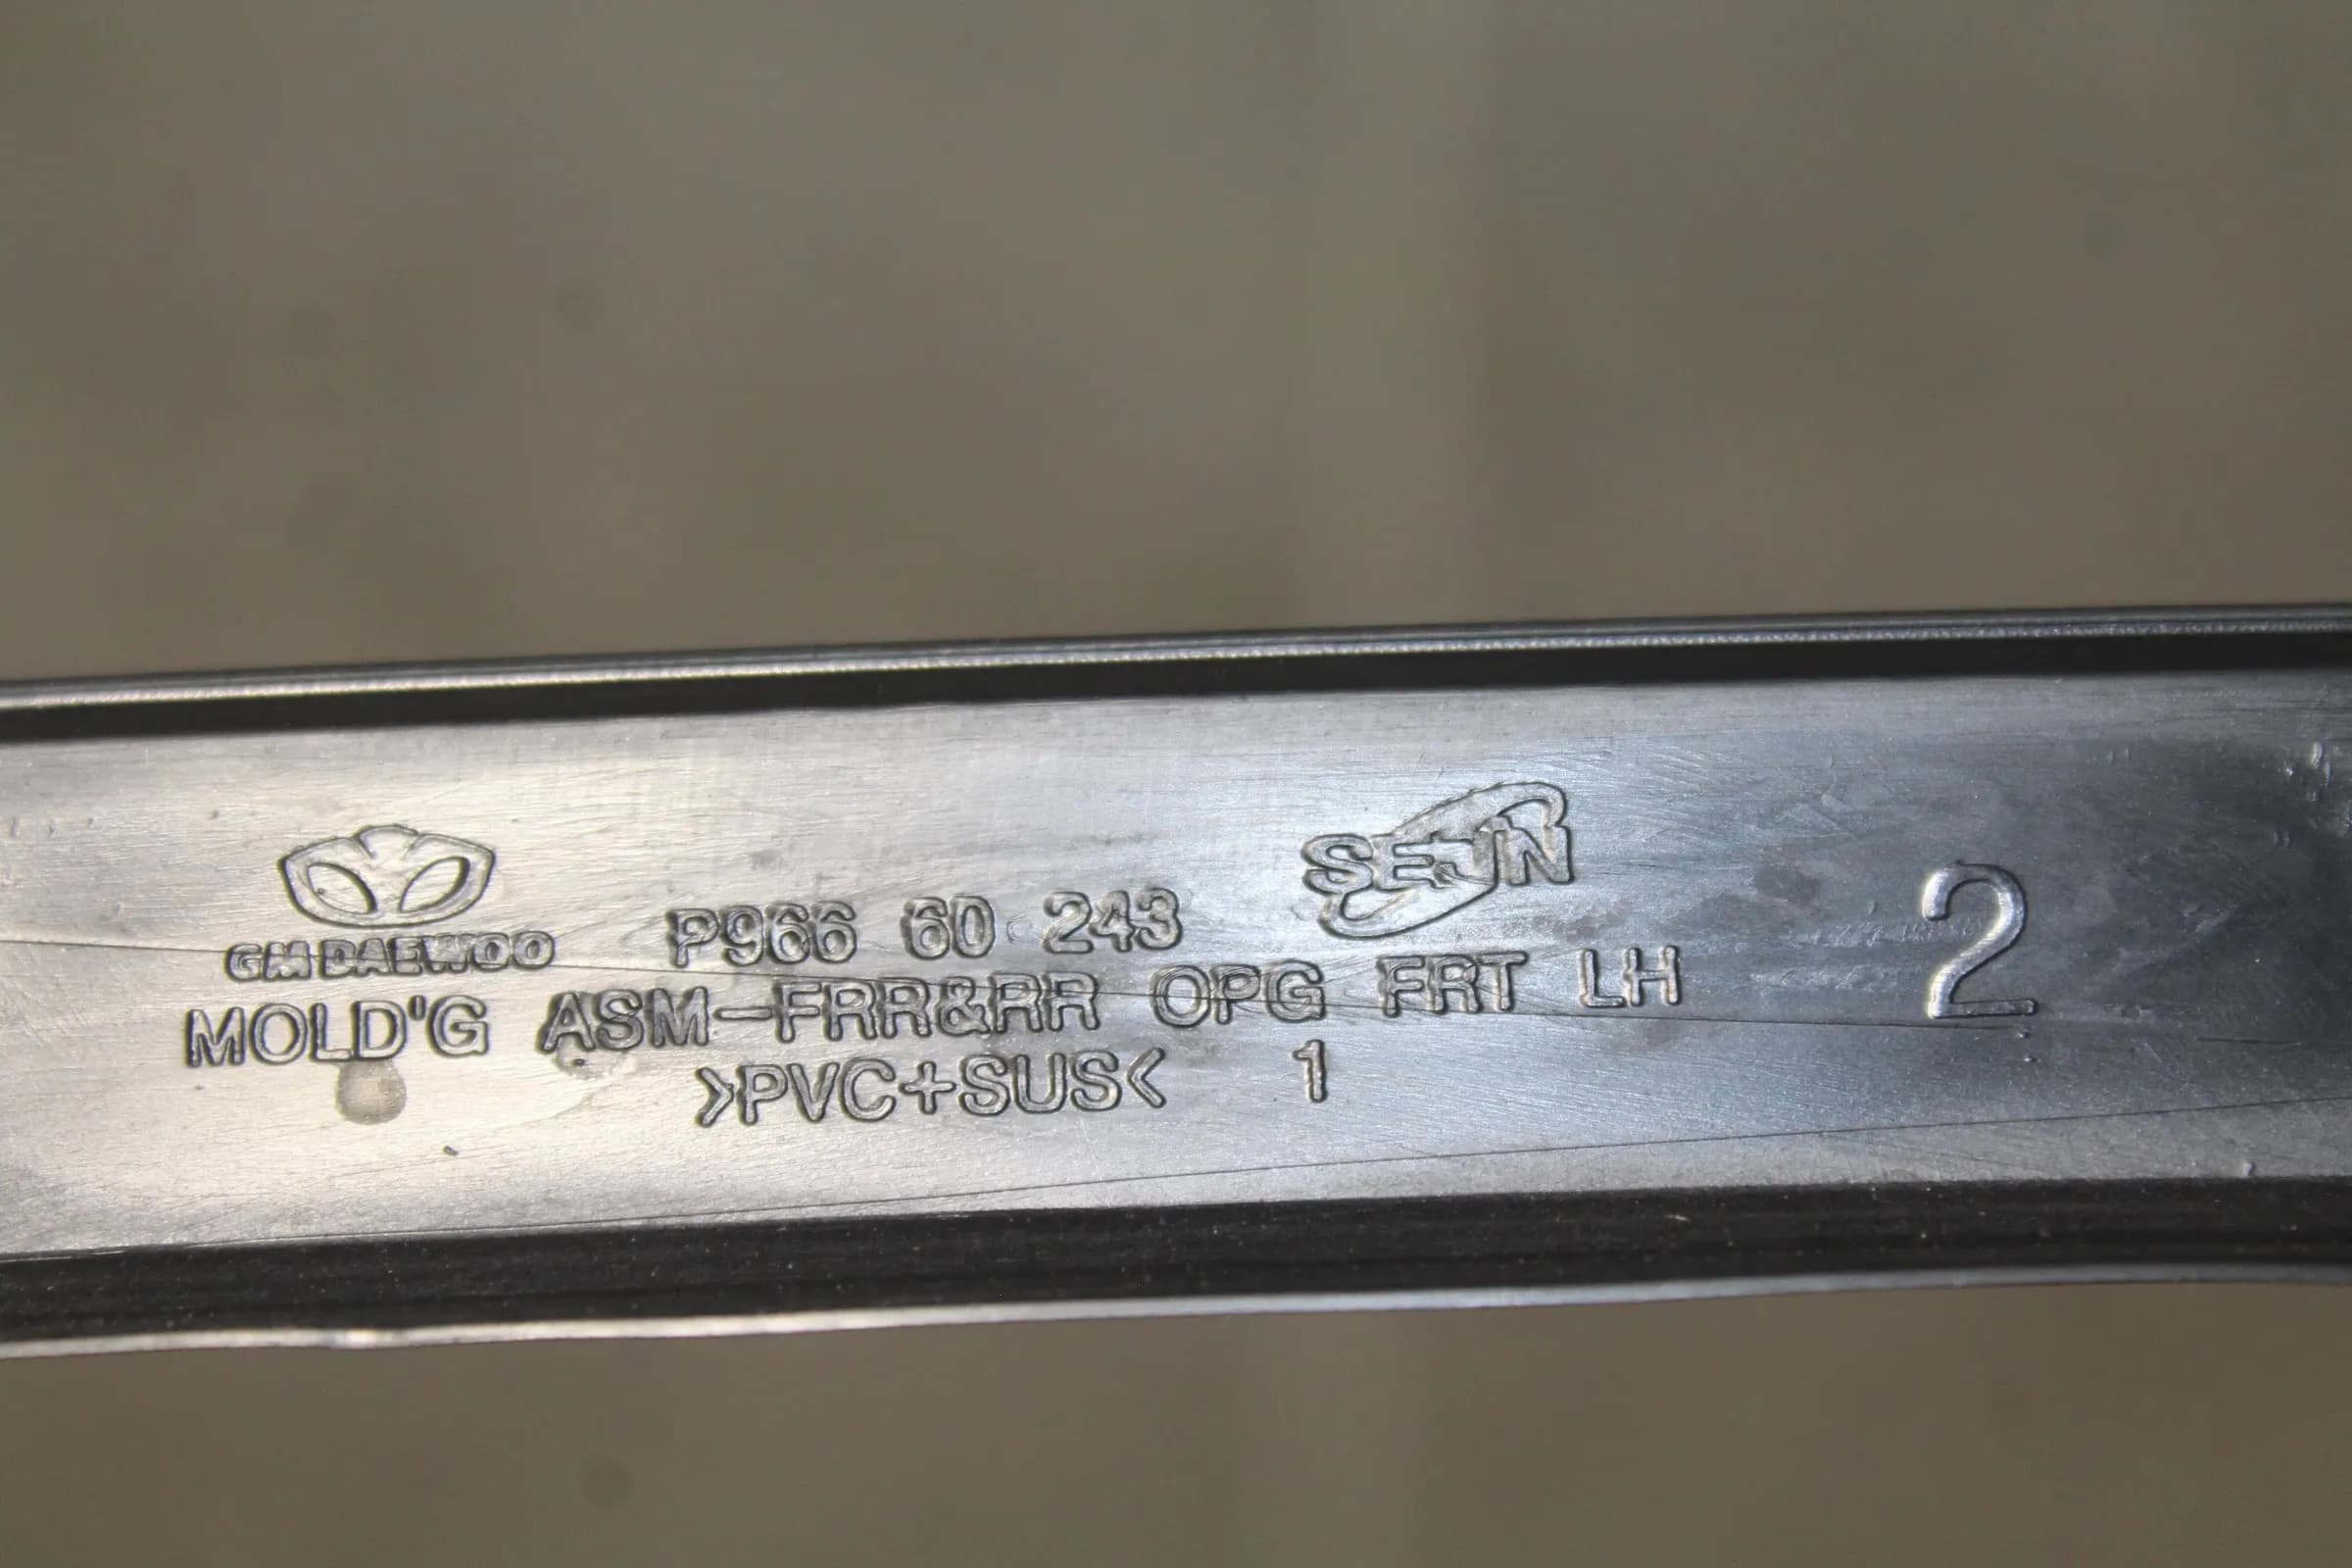 GM DAEWOO
P966 60 243
SEJIN
MOLD'G ASM-FRR&RR OPG FRT LH
>PVC+SUS< 1
2